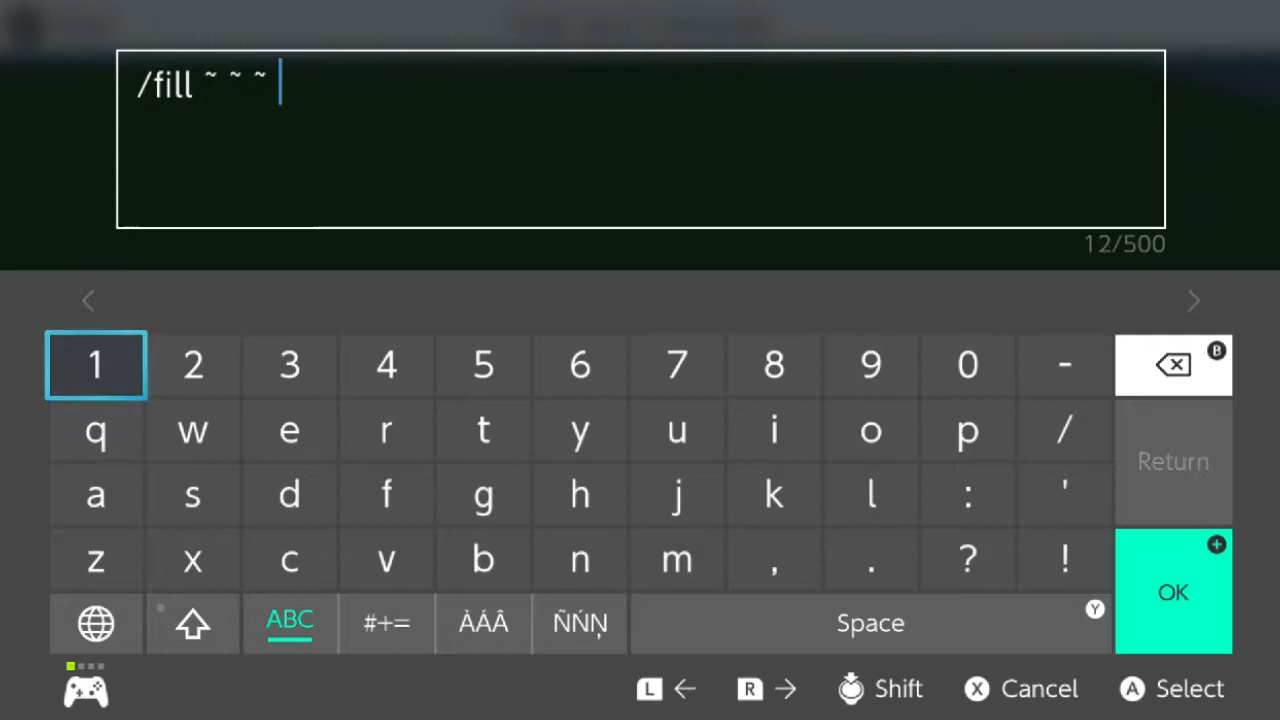 /fill ~ ~ ~
12/500
1 2 3 4 5 6 7 8 9 0 - B
q w e r t y u i o p /
Return
a s d f g h j k l : '
z x c v b n m , . ? !
+
OK
ABC #+= ÀÁÂ ÑŃŅ Space Y
L ← R → Shift X Cancel A Select